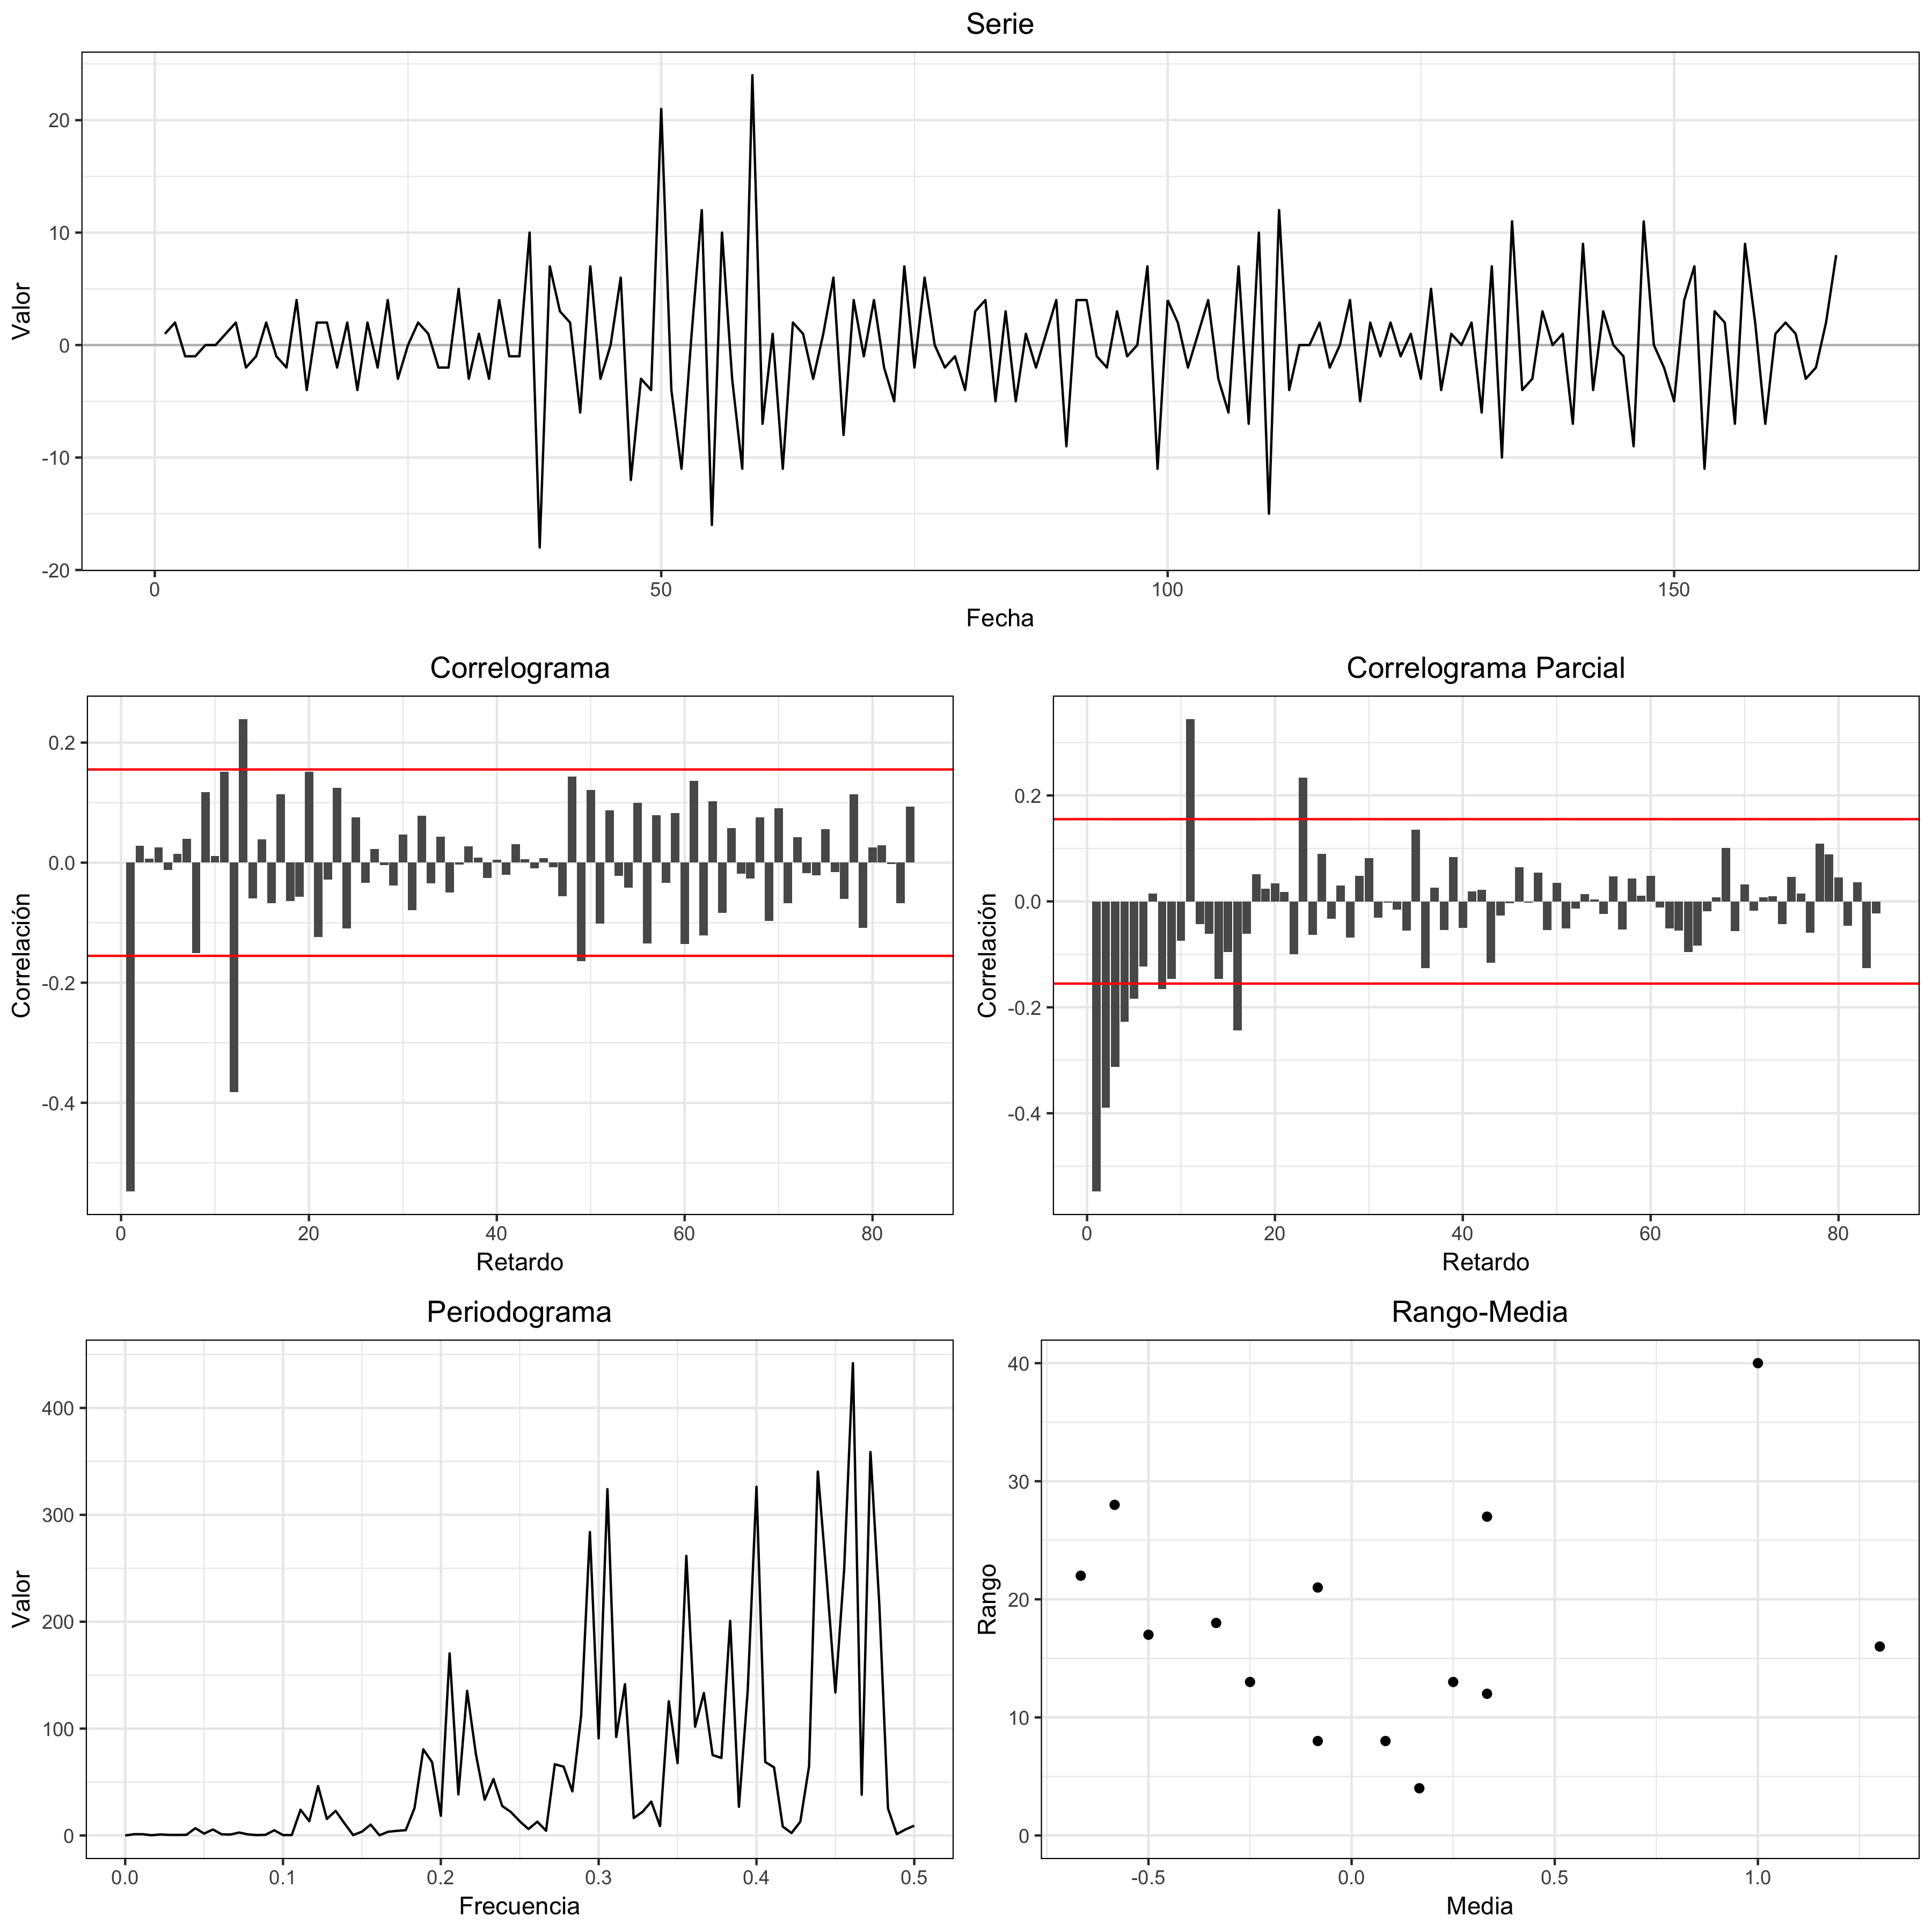 Serie
Valor
20
10
0
-10
-20
0 50 100 150
Fecha
Correlograma
Correlación
0.2
0.0
-0.2
-0.4
0 20 40 60 80
Retardo
Correlograma Parcial
Correlación
0.2
0.0
-0.2
-0.4
0 20 40 60 80
Retardo
Periodograma
Valor
400
300
200
100
0
0.0 0.1 0.2 0.3 0.4 0.5
Frecuencia
Rango-Media
Rango
40
30
20
10
0
-0.5 0.0 0.5 1.0
Media